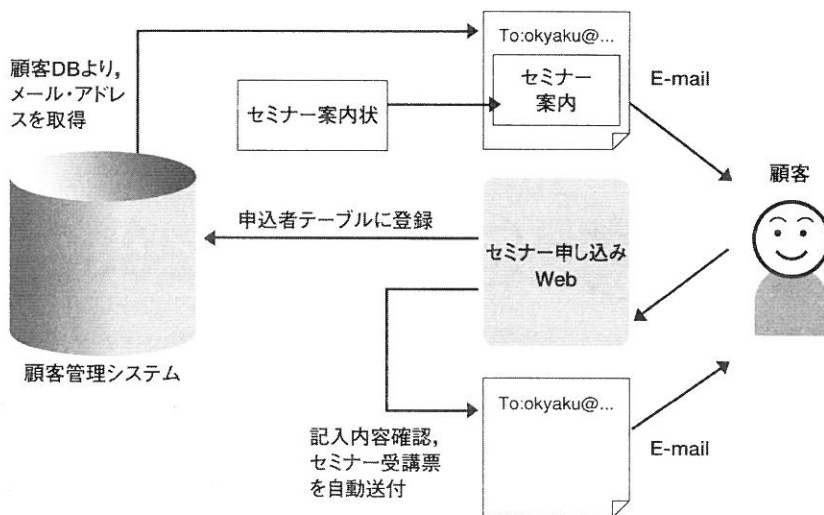 顧客DBより,
メール・アドレ
スを取得
セミナー案内状
To:okyaku@...
セミナー
案内
E-mail
顧客
申込者テーブルに登録
セミナー申し込み
Web
顧客管理システム
To:okyaku@...
記入内容確認,
セミナー受講票
を自動送付
E-mail